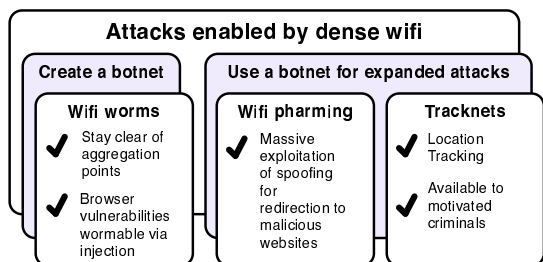 Attacks enabled by dense wifi
Create a botnet
Use a botnet for expanded attacks
Wifi worms
Stay clear of
aggregation
points
Browser
vulnerabilities
wormable via
injection
Wifi pharming
Massive
exploitation
of spoofing
for
redirection to
malicious
websites
Tracknets
Location
Tracking
Available to
motivated
criminals